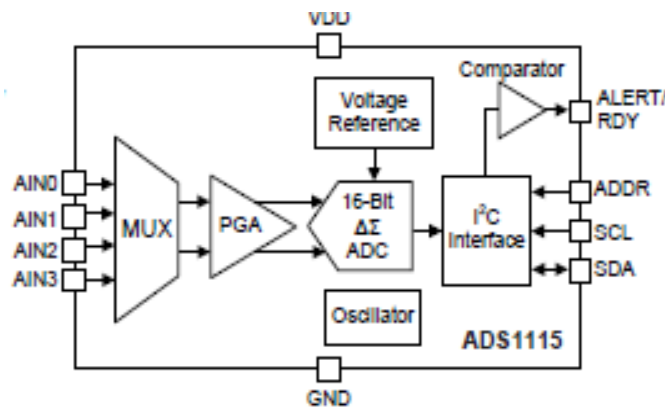 VDD
Comparator
Voltage
Reference
ALERT/
RDY
AIN0
AIN1
AIN2
AIN3
MUX
PGA
16-Bit
ΔΣ
ADC
I²C
Interface
ADDR
SCL
SDA
Oscillator
ADS1115
GND